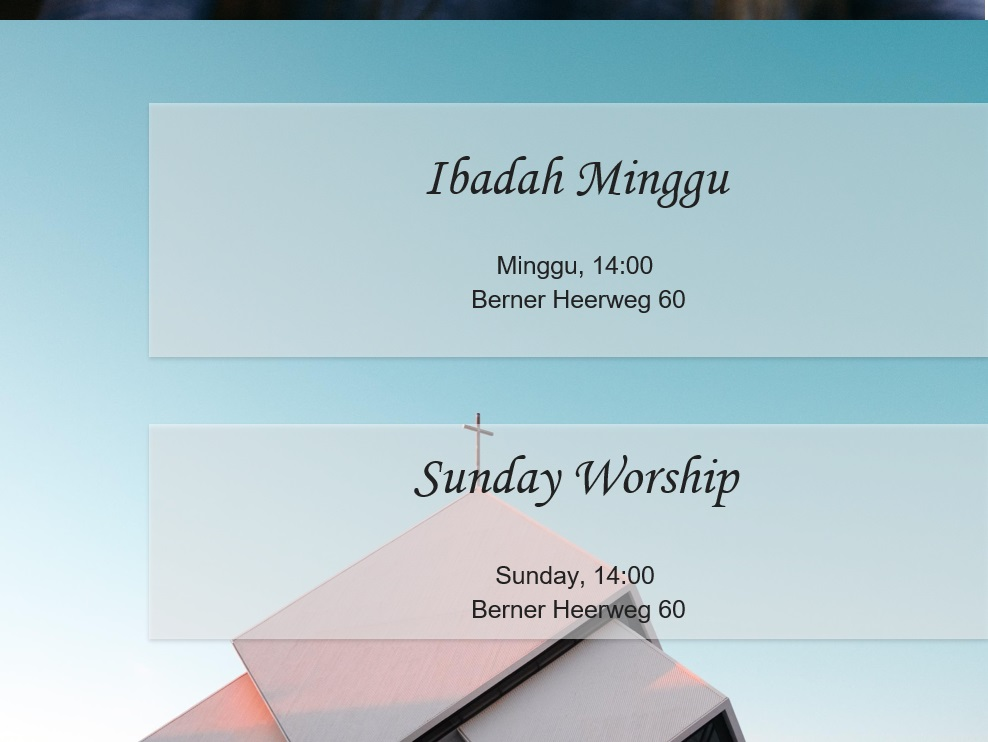 Ibadah Minggu
Minggu, 14:00
Berner Heerweg 60
Sunday Worship
Sunday, 14:00
Berner Heerweg 60